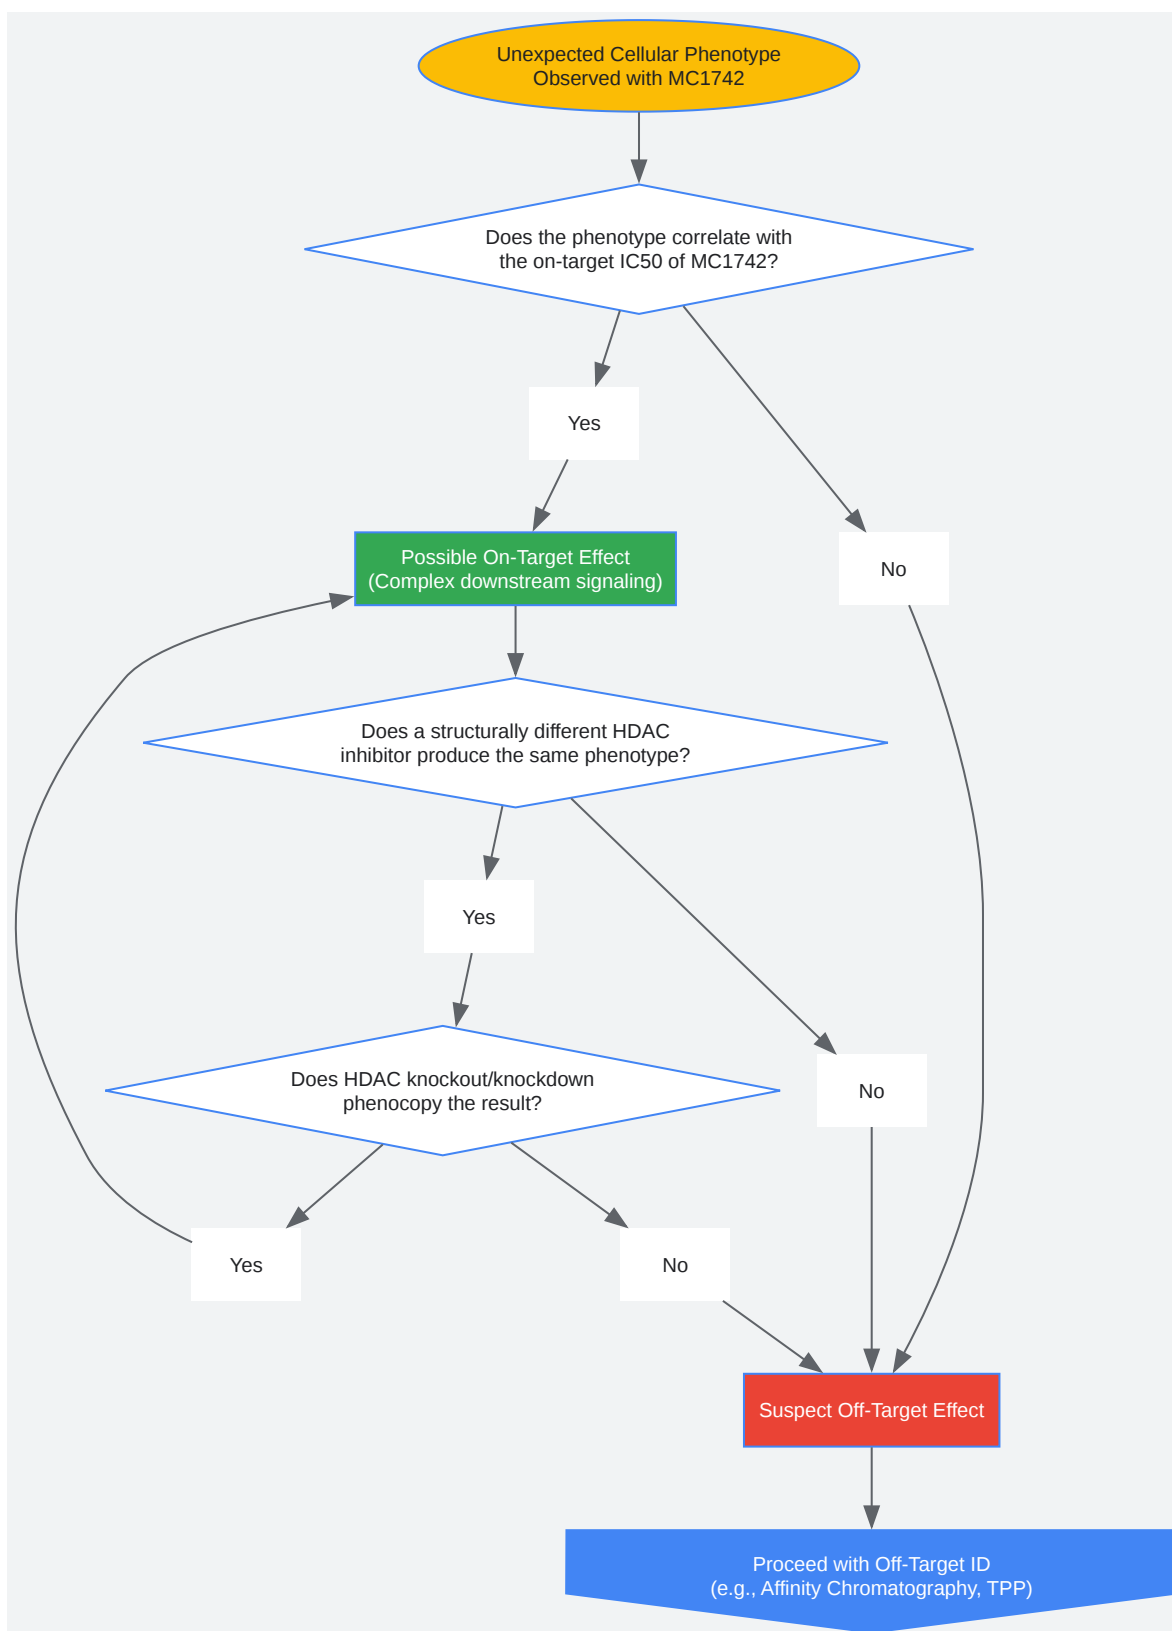 Unexpected Cellular Phenotype
Observed with MC1742
Does the phenotype correlate with
the on-target IC50 of MC1742?
Yes
Possible On-Target Effect
(Complex downstream signaling)
No
Does a structurally different HDAC
inhibitor produce the same phenotype?
Yes
Does HDAC knockout/knockdown
phenocopy the result?
No
Yes
No
Suspect Off-Target Effect
Proceed with Off-Target ID
(e.g., Affinity Chromatography, TPP)